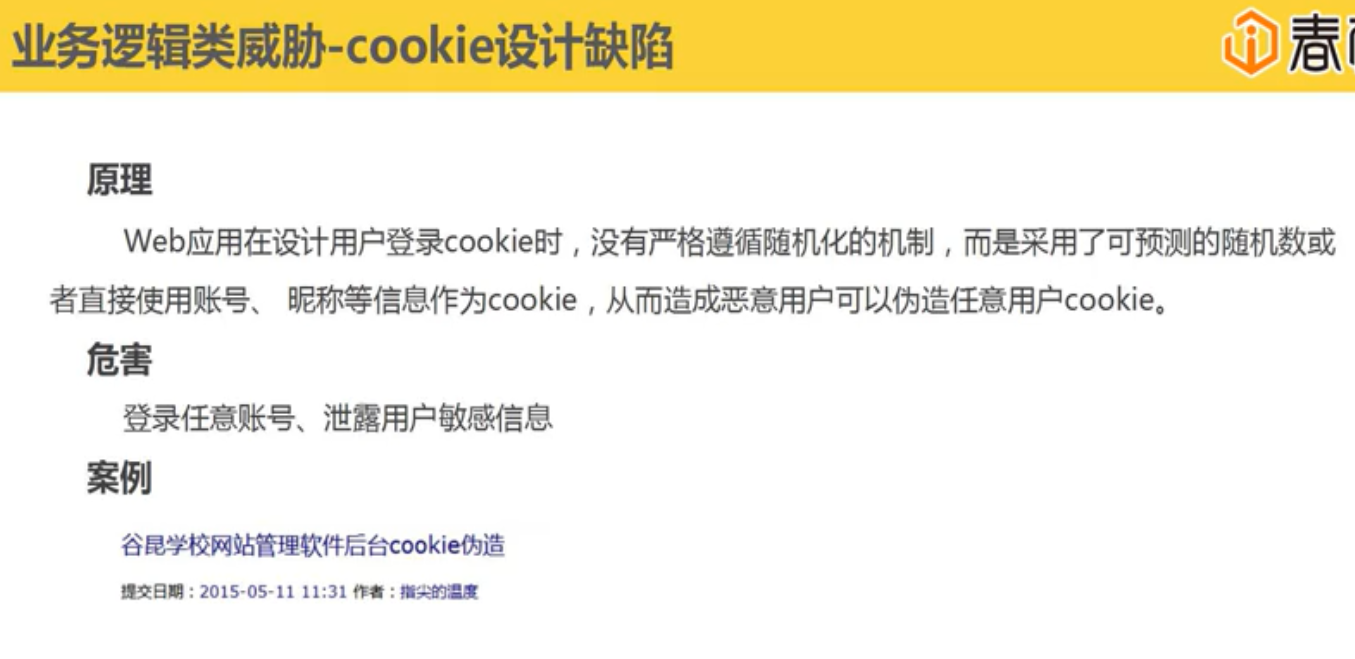 业务逻辑类威胁-cookie设计缺陷
春
原理
Web应用在设计用户登录cookie时，没有严格遵循随机化的机制，而是采用了可预测的随机数或
者直接使用账号、 昵称等信息作为cookie，从而造成恶意用户可以伪造任意用户cookie。
危害
登录任意账号、泄露用户敏感信息
案例
谷昆学校网站管理软件后台cookie伪造
提交日期：2015-05-11 11:31 作者：指尖的温度